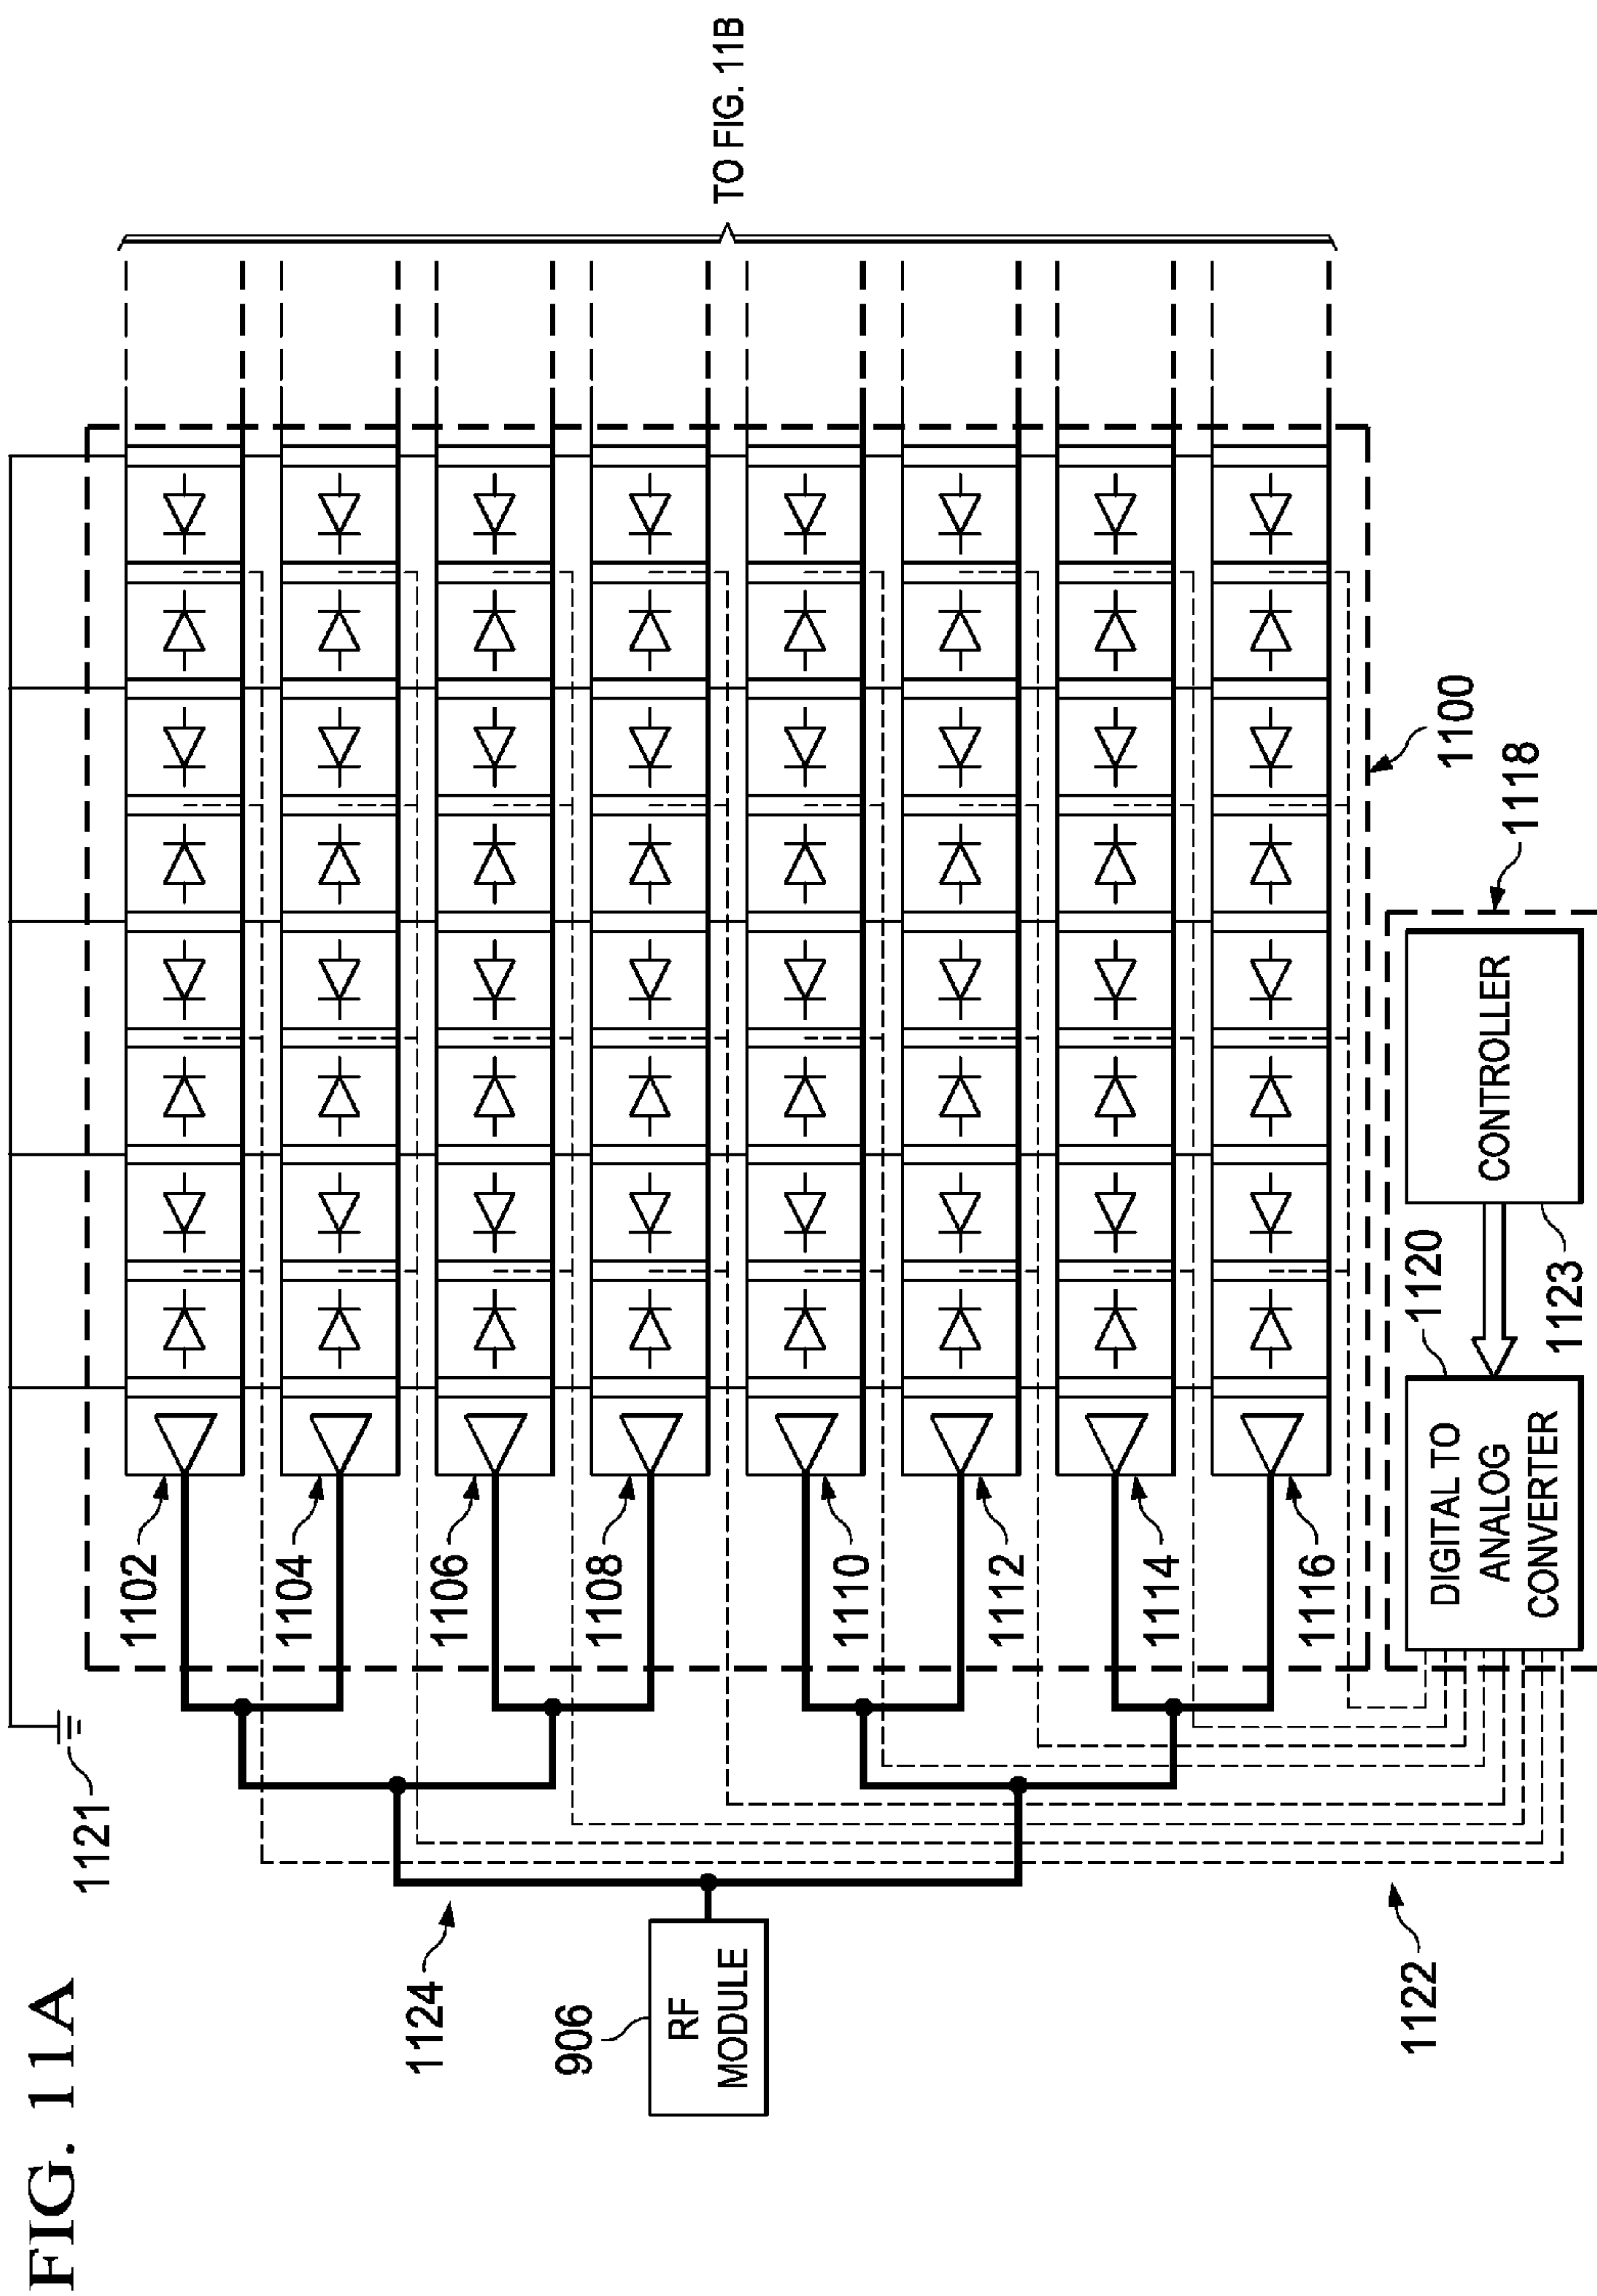 FIG. 11A
1121
1124
906
RF
MODULE
1122
1102
1104
1106
1108
1110
1112
1114
1116
DIGITAL TO
ANALOG
CONVERTER
1120
1123
CONTROLLER
1118
1100
TO FIG. 11B